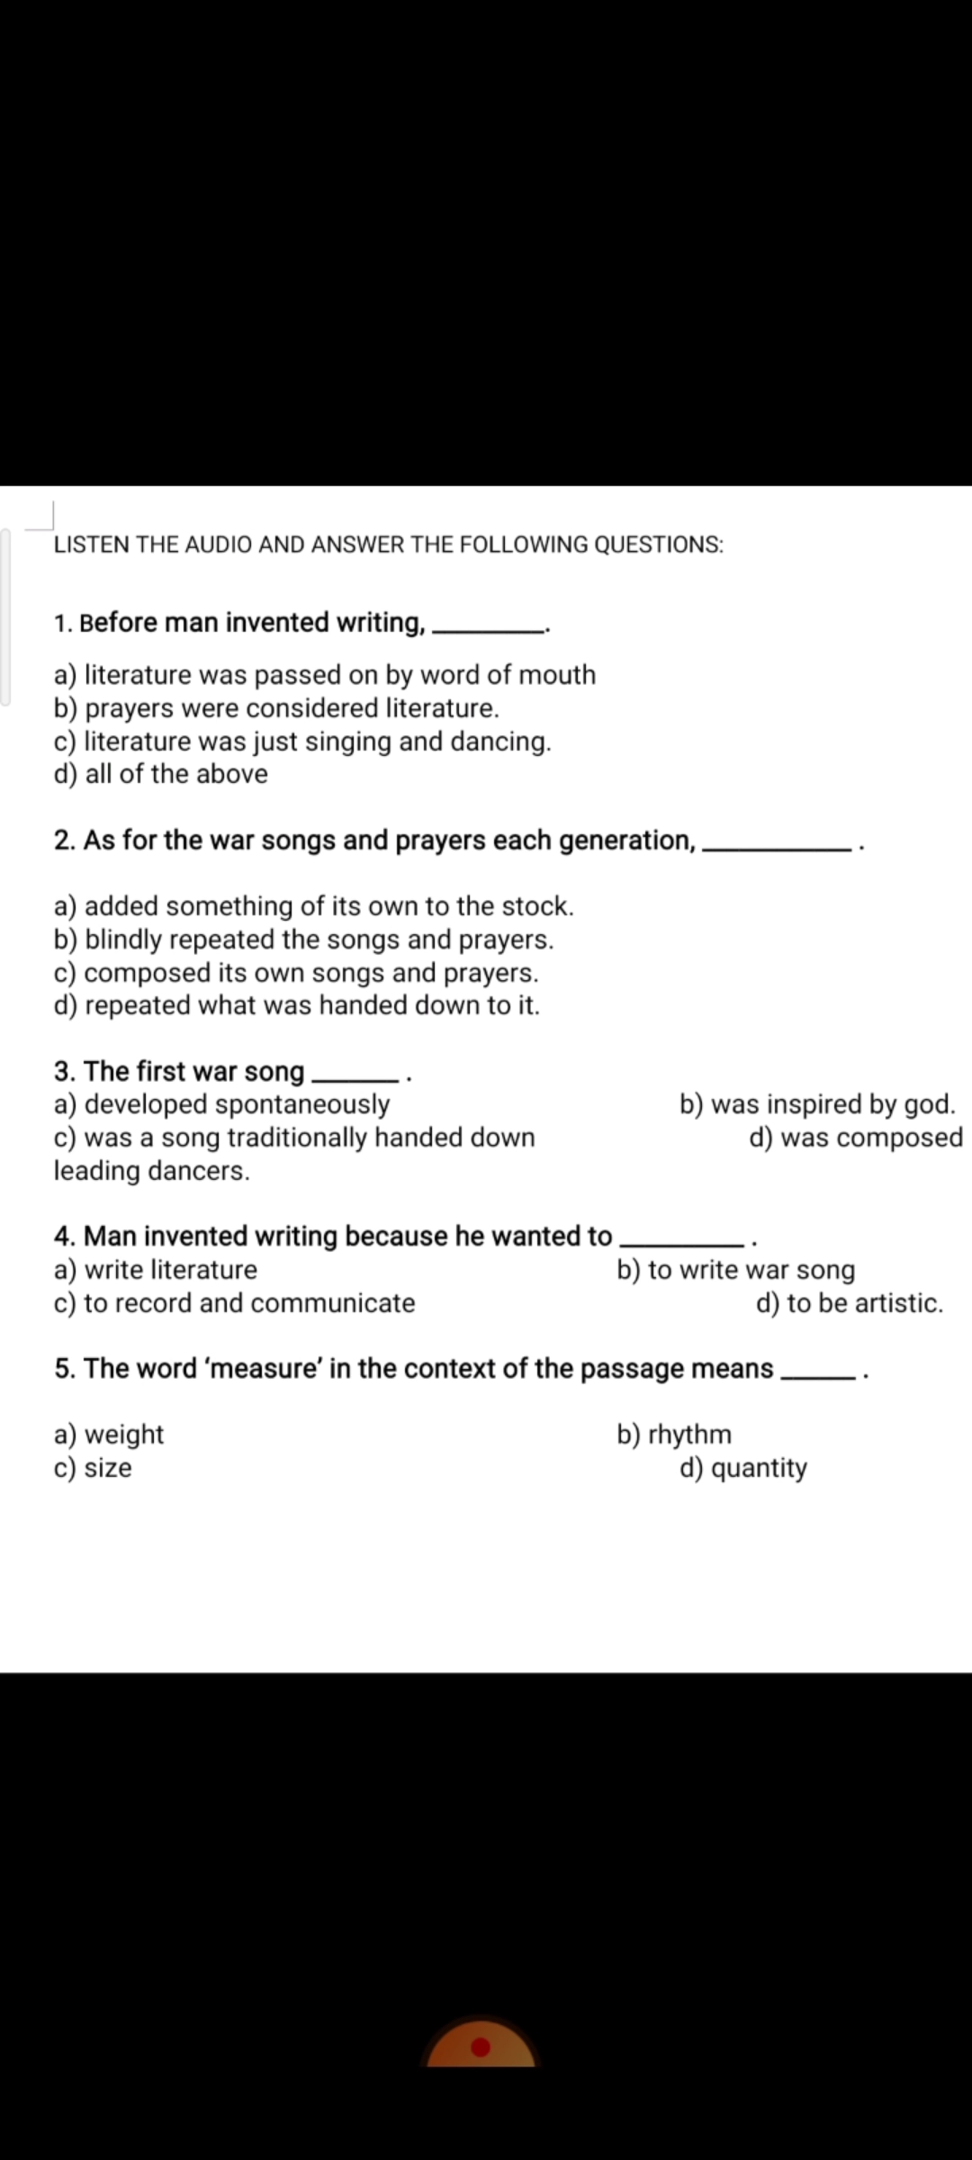 LISTEN THE AUDIO AND ANSWER THE FOLLOWING QUESTIONS:
1. Before man invented writing, ________.
a) literature was passed on by word of mouth
b) prayers were considered literature.
c) literature was just singing and dancing.
d) all of the above
2. As for the war songs and prayers each generation, ___________ .
a) added something of its own to the stock.
b) blindly repeated the songs and prayers.
c) composed its own songs and prayers.
d) repeated what was handed down to it.
3. The first war song ______ .
a) developed spontaneously b) was inspired by god.
c) was a song traditionally handed down d) was composed
leading dancers.
4. Man invented writing because he wanted to _________ .
a) write literature b) to write war song
c) to record and communicate d) to be artistic.
5. The word ‘measure’ in the context of the passage means _____ .
a) weight b) rhythm
c) size d) quantity